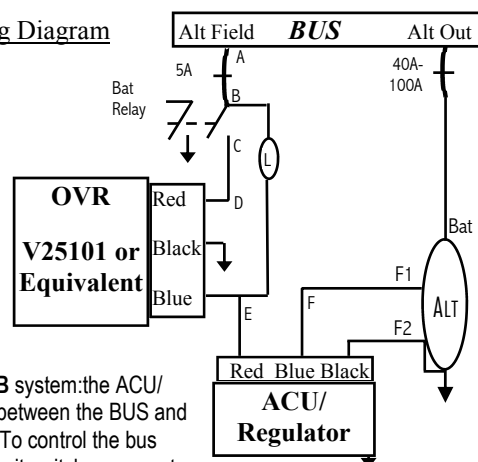 g Diagram
Alt Field BUS Alt Out
A
5A
40A-
100A
Bat
Relay
B
C
L
OVR
V25101 or
Equivalent
Red
D
Black
Blue
Bat
F1
ALT
E
F
F2
B system:the ACU/
between the BUS and
To control the bus
Red Blue Black
ACU/
Regulator